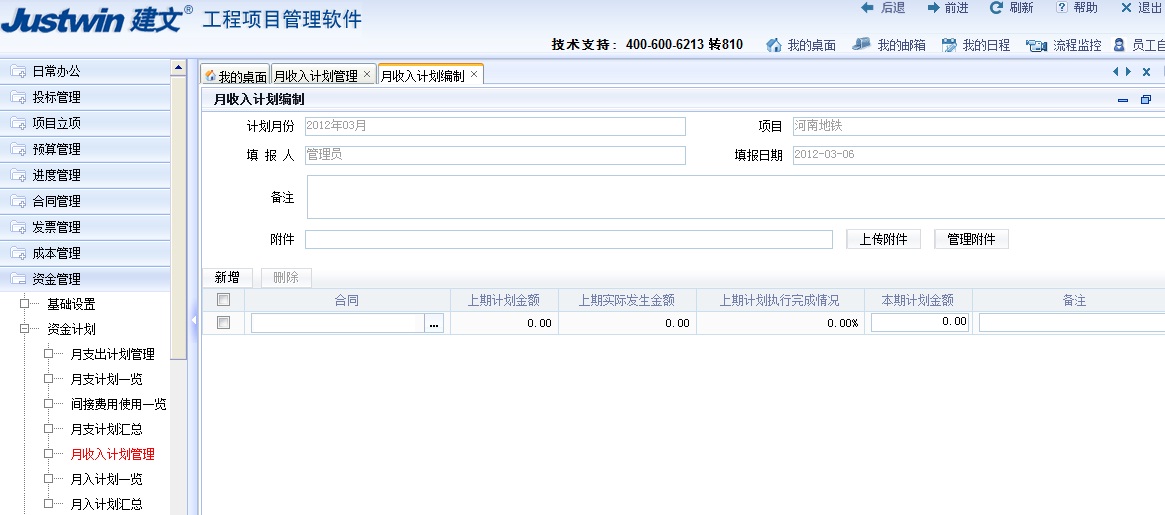 Justwin 建文® 工程项目管理软件
后退 前进 刷新 帮助 退出
技术支持: 400-600-6213 转810 我的桌面 我的邮箱 我的日程 流程监控 员工自
日常办公
投标管理
项目立项
预算管理
进度管理
合同管理
发票管理
成本管理
资金管理
基础设置
资金计划
月支出计划管理
月支计划一览
间接费用使用一览
月支计划汇总
月收入计划管理
月入计划一览
月入计划汇总
我的桌面 月收入计划管理 月收入计划编制
月收入计划编制
计划月份 2012年03月 项目 河南地铁
填 报 人 管理员 填报日期 2012-03-06
备注
附件 上传附件 管理附件
新增 删除
合同 上期计划金额 上期实际发生金额 上期计划执行完成情况 本期计划金额 备注
... 0.00 0.00 0.00% 0.00